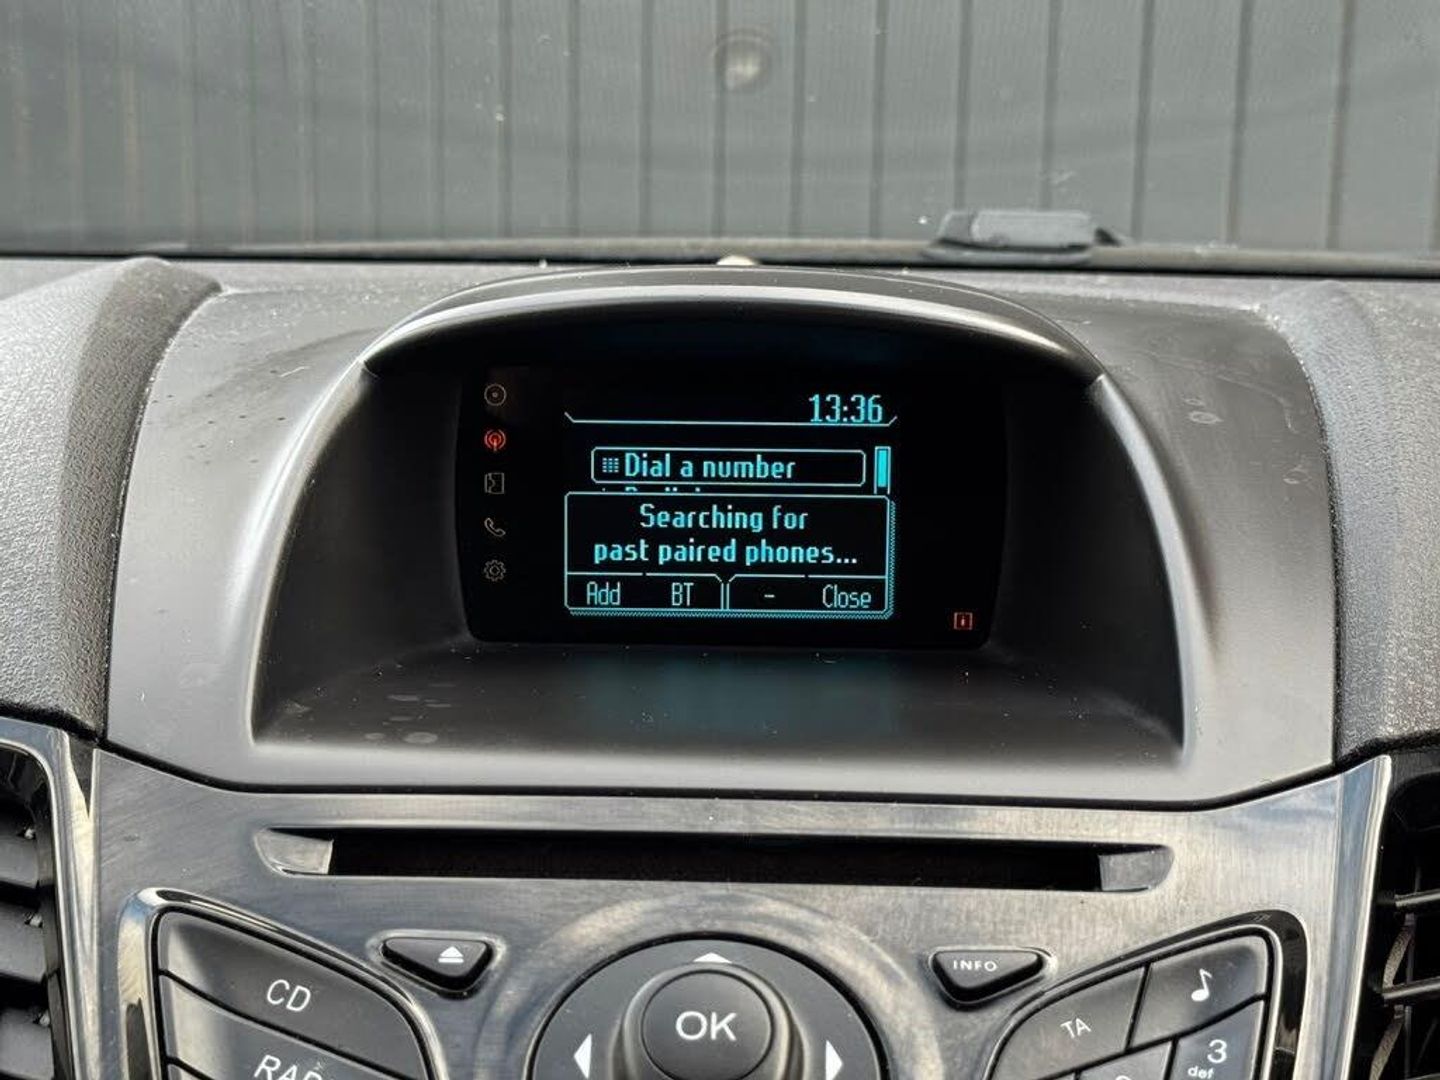 13:36
Dial a number
Searching for
past paired phones...
Add BT - Close
CD
INFO
OK
TA
3
def